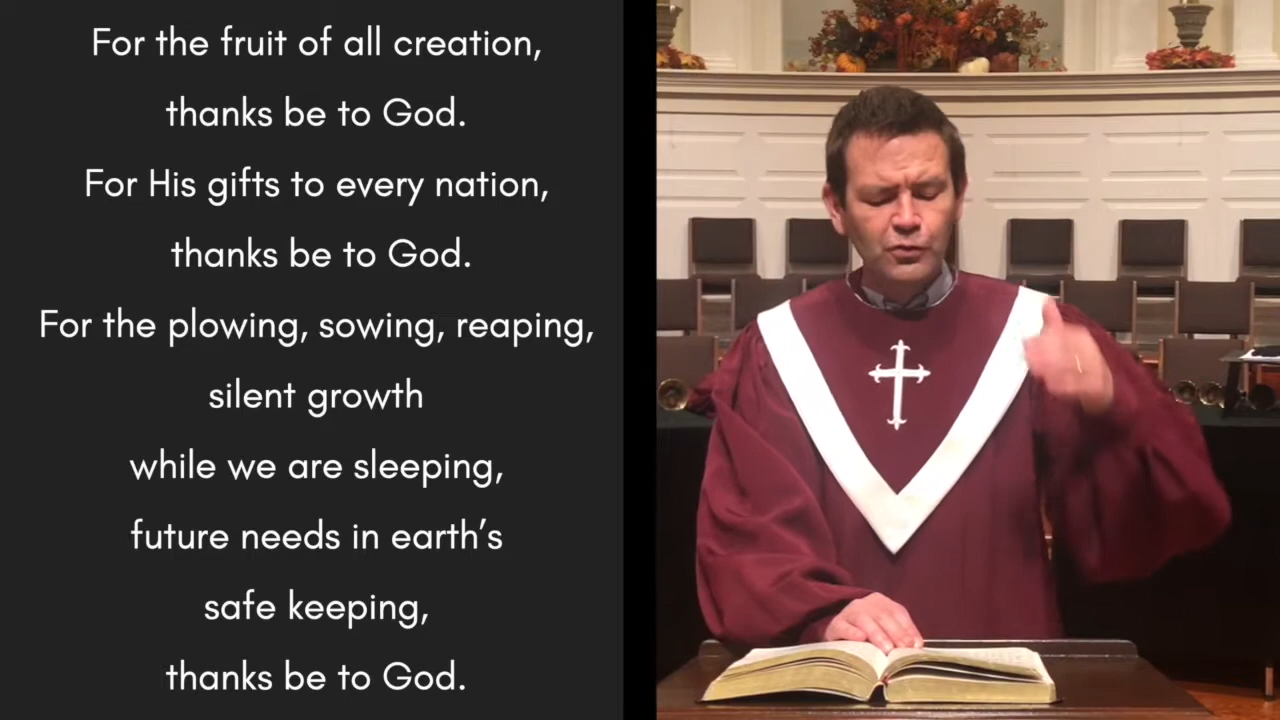 For the fruit of all creation,
thanks be to God.
For His gifts to every nation,
thanks be to God.
For the plowing, sowing, reaping,
silent growth
while we are sleeping,
future needs in earth’s
safe keeping,
thanks be to God.